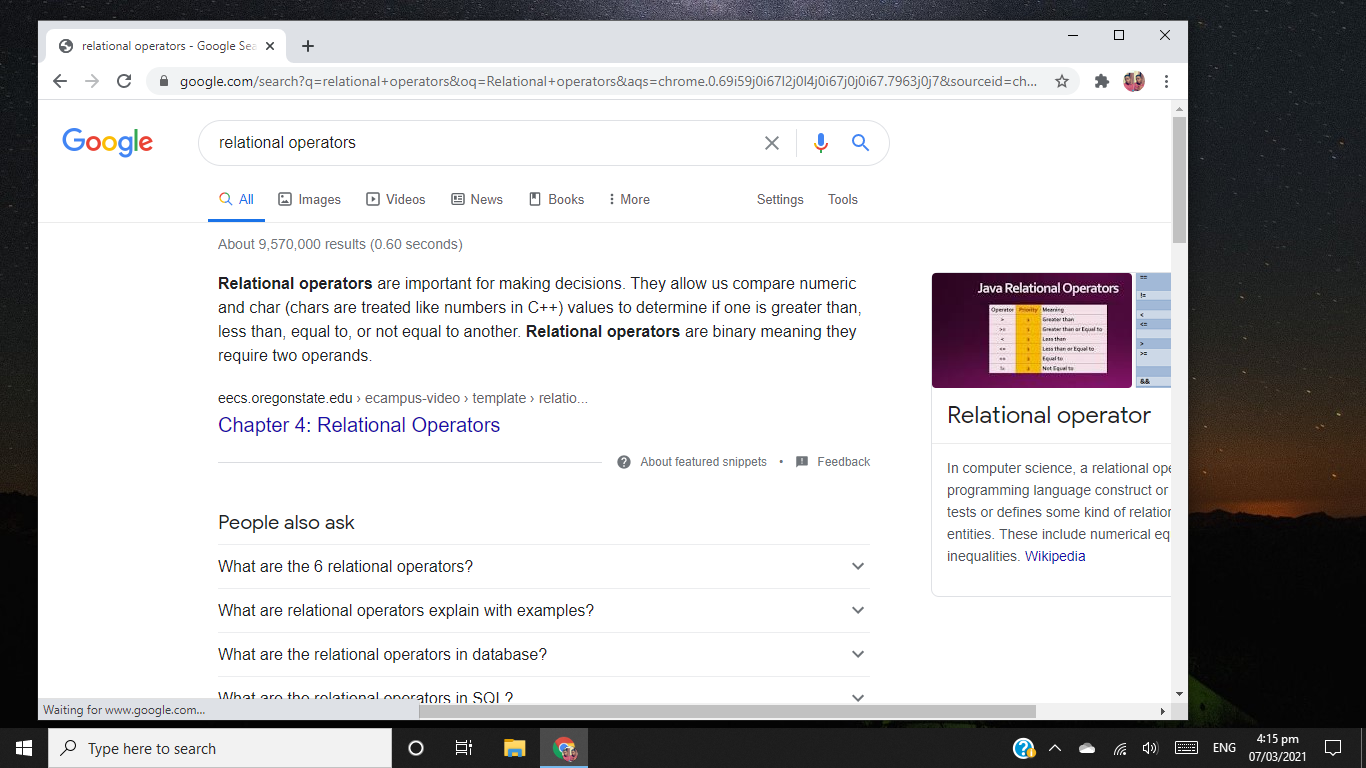 relational operators - Google Sea
google.com/search?q=relational+operators&oq=Relational+operators&aqs=chrome.0.69i59j0i67l2j0l4j0i67j0j0i67.7963j0j7&sourceid=ch...
Google
relational operators
All
Images
Videos
News
Books
More
Settings
Tools
About 9,570,000 results (0.60 seconds)
Relational operators are important for making decisions. They allow us compare numeric
and char (chars are treated like numbers in C++) values to determine if one is greater than,
less than, equal to, or not equal to another. Relational operators are binary meaning they
require two operands.
eecs.oregonstate.edu › ecampus-video › template › relatio...
Chapter 4: Relational Operators
About featured snippets • Feedback
People also ask
What are the 6 relational operators?
What are relational operators explain with examples?
What are the relational operators in database?
What are the relational operators in SQL?
Java Relational Operators
Operator Priority Meaning
> 1 Greater than
>= 1 Greater than or Equal to
< 1 Less than
<= 1 Less than or Equal to
== Equal to
!= Not Equal to
==
!=
<
<=
>
>=
&&
Relational operator
In computer science, a relational ope
programming language construct or
tests or defines some kind of relation
entities. These include numerical eq
inequalities. Wikipedia
Waiting for www.google.com...
Type here to search
ENG
4:15 pm
07/03/2021